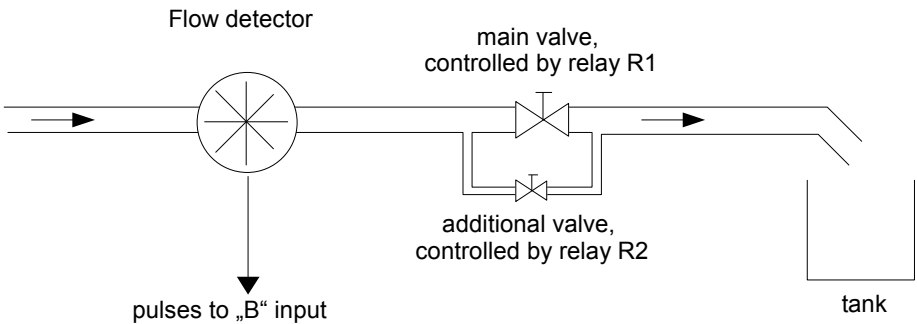 Flow detector
main valve,
controlled by relay R1
additional valve,
controlled by relay R2
pulses to „B“ input
tank